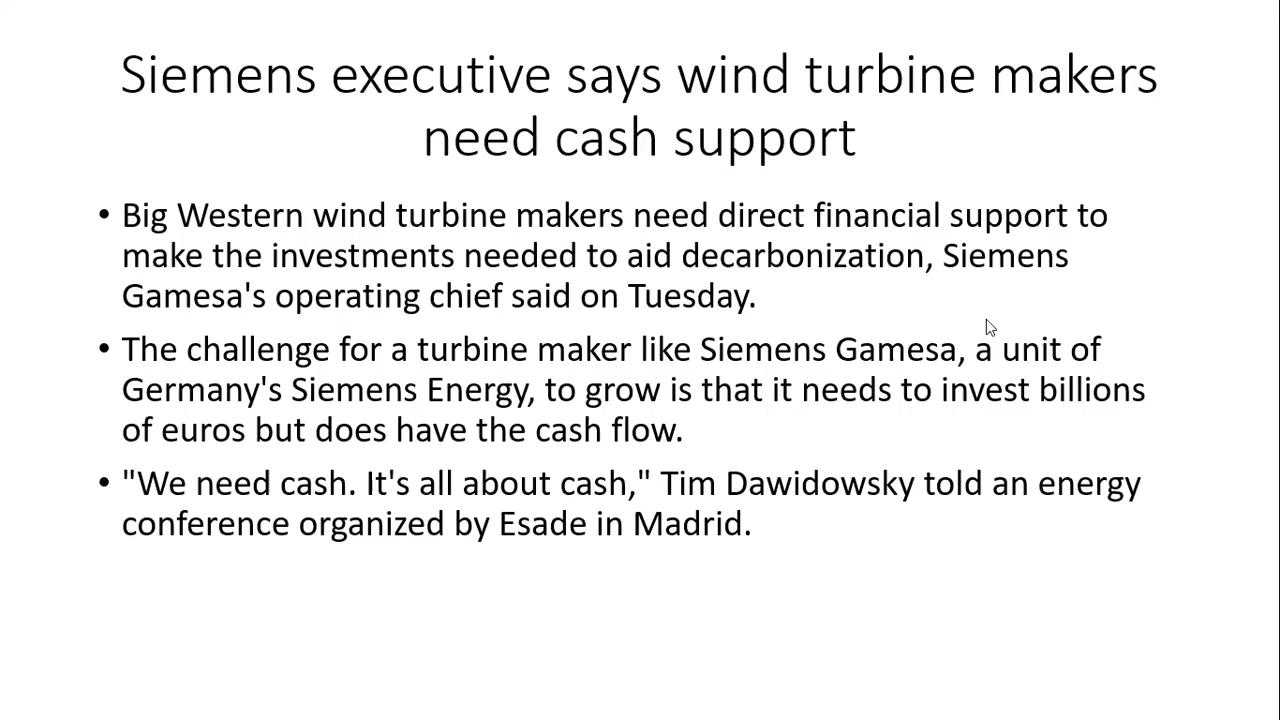 Siemens executive says wind turbine makers
need cash support
• Big Western wind turbine makers need direct financial support to
make the investments needed to aid decarbonization, Siemens
Gamesa's operating chief said on Tuesday.
• The challenge for a turbine maker like Siemens Gamesa, a unit of
Germany's Siemens Energy, to grow is that it needs to invest billions
of euros but does have the cash flow.
• "We need cash. It's all about cash," Tim Dawidowsky told an energy
conference organized by Esade in Madrid.